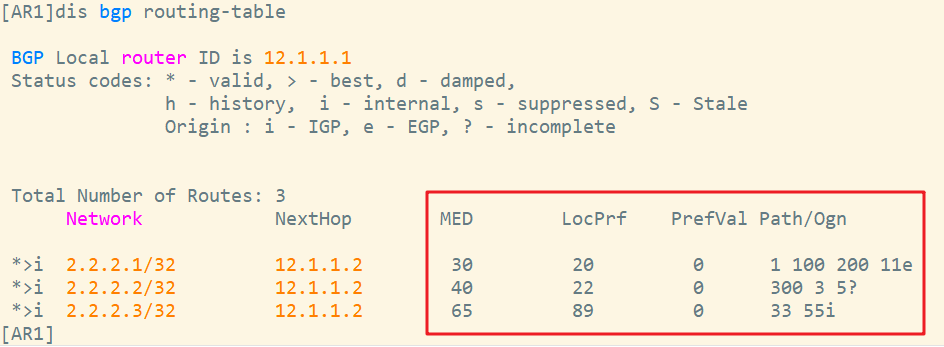 [AR1]dis bgp routing-table
BGP Local router ID is 12.1.1.1
Status codes: * - valid, > - best, d - damped,
h - history, i - internal, s - suppressed, S - Stale
Origin : i - IGP, e - EGP, ? - incomplete
Total Number of Routes: 3
Network NextHop MED LocPrf PrefVal Path/Ogn
*>i 2.2.2.1/32 12.1.1.2 30 20 0 1 100 200 11e
*>i 2.2.2.2/32 12.1.1.2 40 22 0 300 3 5?
*>i 2.2.2.3/32 12.1.1.2 65 89 0 33 55i
[AR1]